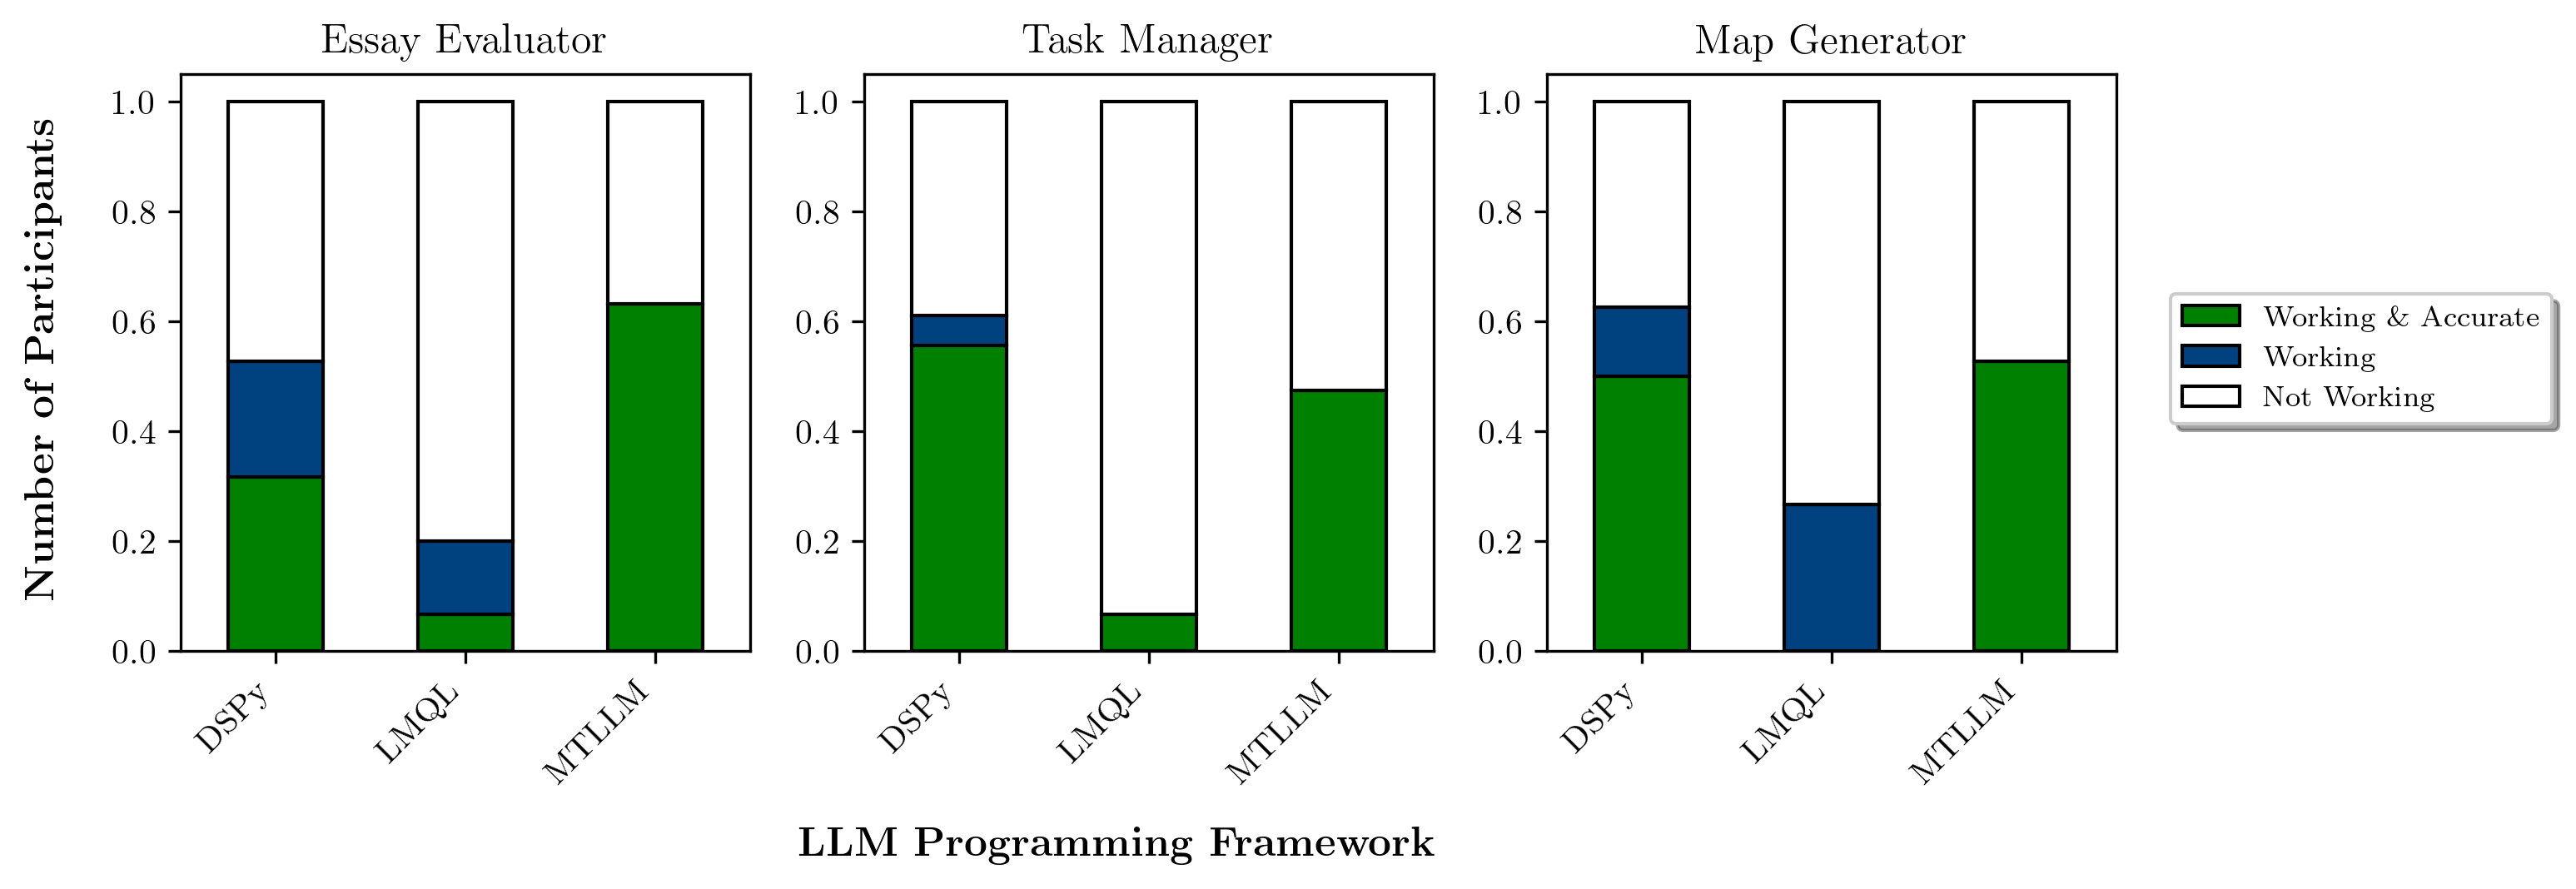 Essay Evaluator
Task Manager
Map Generator
Number of Participants
1.0
0.8
0.6
0.4
0.2
0.0
DSPy
LMQL
MTLLM
1.0
0.8
0.6
0.4
0.2
0.0
DSPy
LMQL
MTLLM
1.0
0.8
0.6
0.4
0.2
0.0
DSPy
LMQL
MTLLM
Working & Accurate
Working
Not Working
LLM Programming Framework